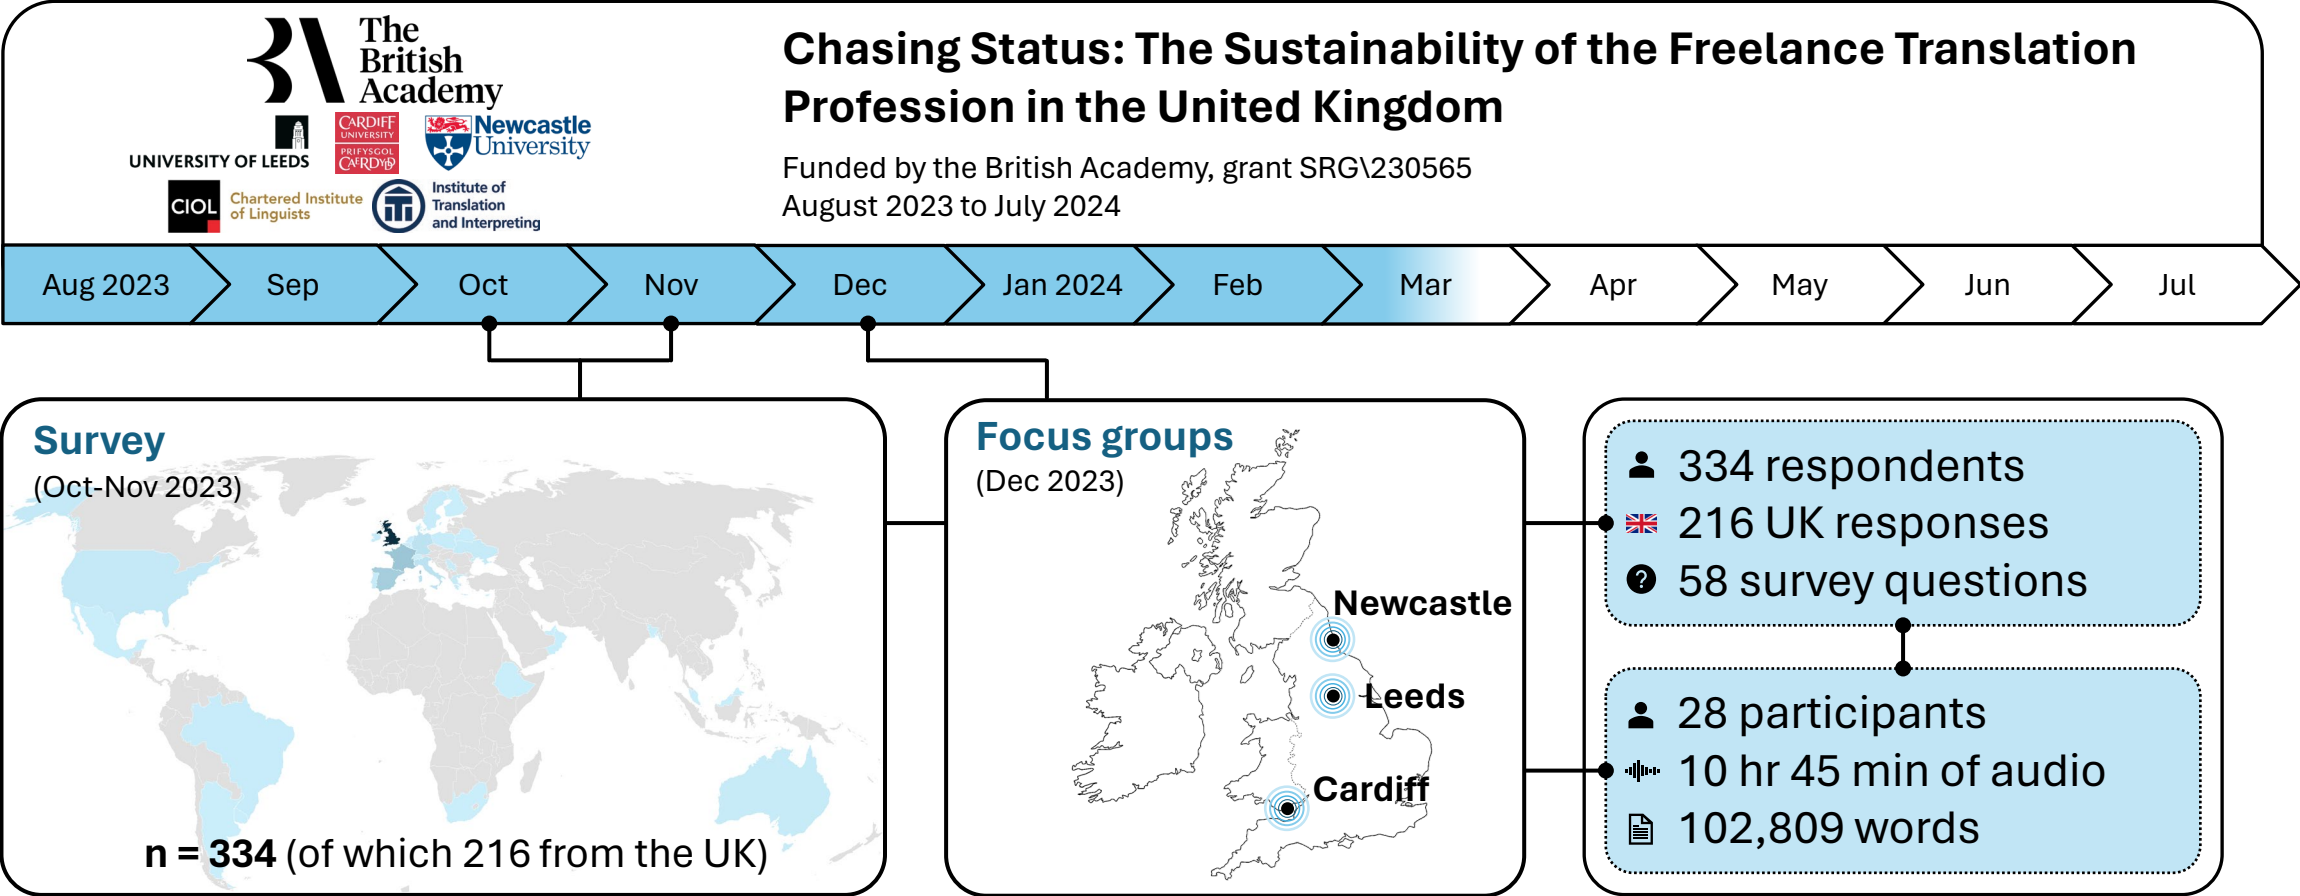 The
British
Academy
UNIVERSITY OF LEEDS
CARDIFF
UNIVERSITY
PRIFYSGOL
CAERDYDD
Newcastle
University
CIOL
Chartered Institute
of Linguists
Institute of
Translation
and Interpreting
Chasing Status: The Sustainability of the Freelance Translation
Profession in the United Kingdom
Funded by the British Academy, grant SRG\230565
August 2023 to July 2024
Aug 2023
Sep
Oct
Nov
Dec
Jan 2024
Feb
Mar
Apr
May
Jun
Jul
Survey
(Oct-Nov 2023)
n = 334 (of which 216 from the UK)
Focus groups
(Dec 2023)
Newcastle
Leeds
Cardiff
334 respondents
216 UK responses
58 survey questions
28 participants
10 hr 45 min of audio
102,809 words